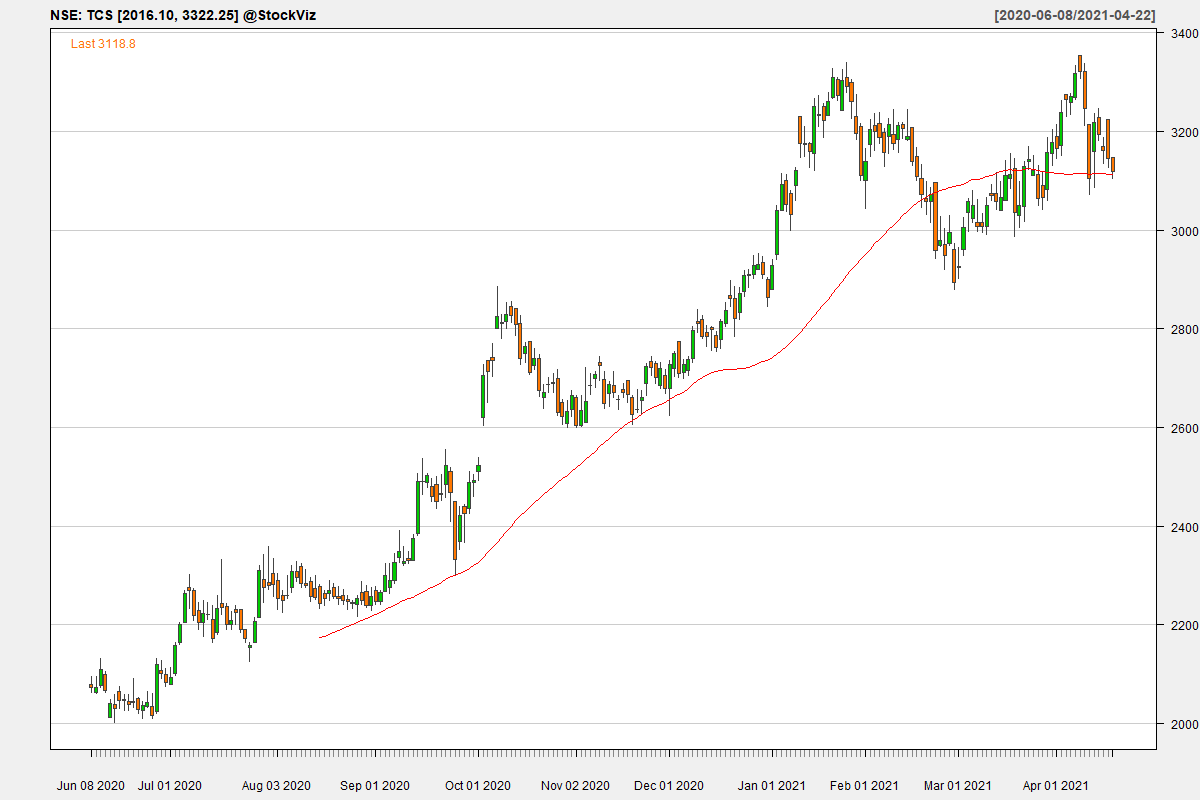 NSE: TCS [2016.10, 3322.25] @StockViz
[2020-06-08/2021-04-22]
Last 3118.8
3400
3200
3000
2800
2600
2400
2200
2000
Jun 08 2020
Jul 01 2020
Aug 03 2020
Sep 01 2020
Oct 01 2020
Nov 02 2020
Dec 01 2020
Jan 01 2021
Feb 01 2021
Mar 01 2021
Apr 01 2021